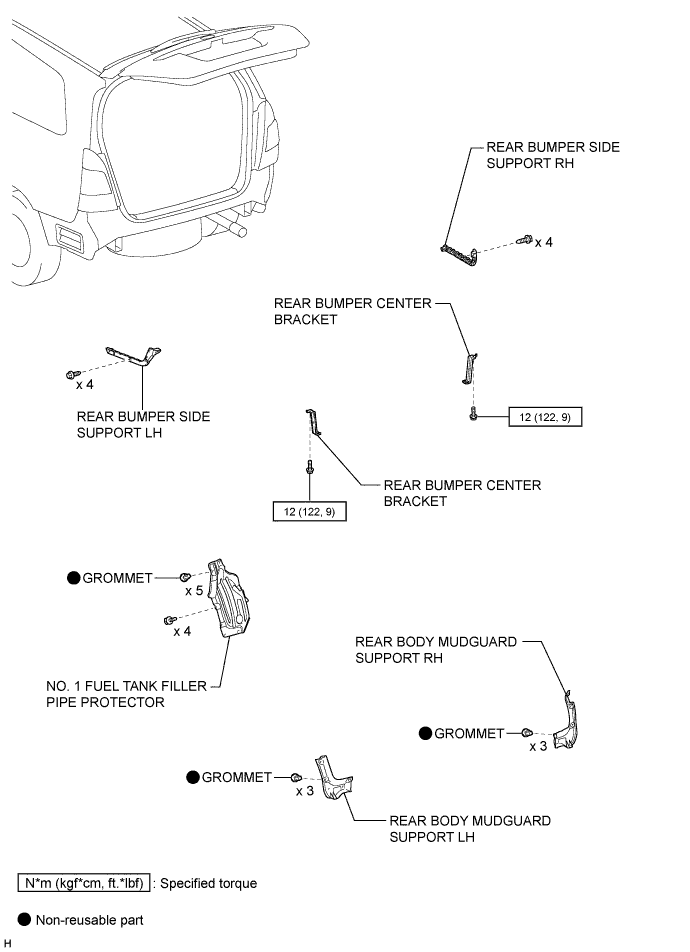 REAR BUMPER SIDE
SUPPORT RH
x 4
REAR BUMPER CENTER
BRACKET
x 4
REAR BUMPER SIDE
SUPPORT LH
12 (122, 9)
REAR BUMPER CENTER
BRACKET
12 (122, 9)
GROMMET
x 5
x 4
REAR BODY MUDGUARD
SUPPORT RH
NO. 1 FUEL TANK FILLER
PIPE PROTECTOR
GROMMET
x 3
GROMMET
x 3
REAR BODY MUDGUARD
SUPPORT LH
N*m (kgf*cm, ft.*lbf) : Specified torque
Non-reusable part
H